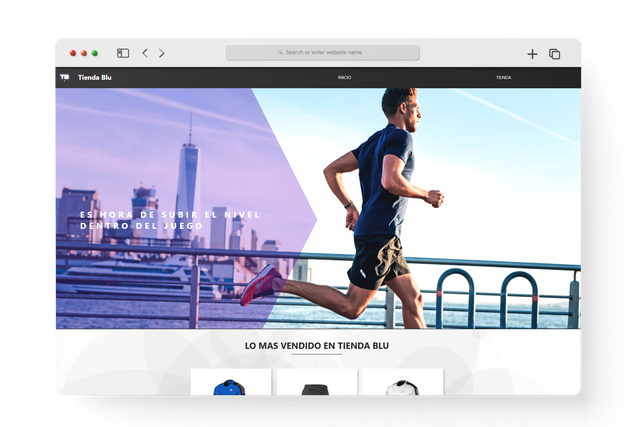 Search or enter website name
TB Tienda Blu
INICIO
TIENDA
ES HORA DE SUBIR EL NIVEL
DENTRO DEL JUEGO
LO MAS VENDIDO EN TIENDA BLU